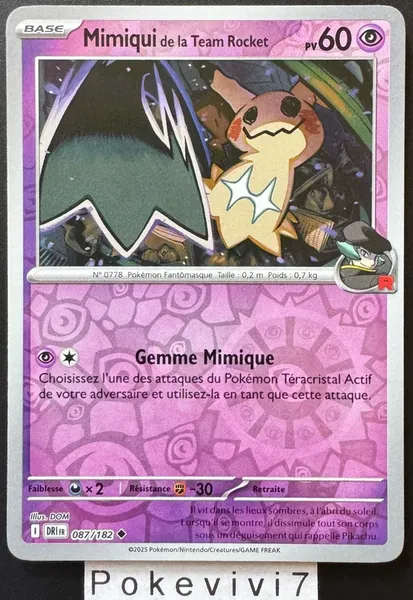 BASE
Mimiqui de la Team Rocket
PV60
N° 0778 Pokémon Fantômasque Taille : 0,2 m Poids : 0,7 kg
R
Gemme Mimique
Choisissez l'une des attaques du Pokémon Téracristal Actif
de votre adversaire et utilisez-la en tant que cette attaque.
Faiblesse ×2 Résistance -30 Retraite
Illus. DOM
I DRI FR 087/182
Il vit dans les lieux sombres, à l'abri du soleil.
Lorsqu'il se montre, il dissimule tout son corps
sous un déguisement qui rappelle Pikachu.
©2025 Pokémon/Nintendo/Creatures/GAME FREAK
Pokevivi7